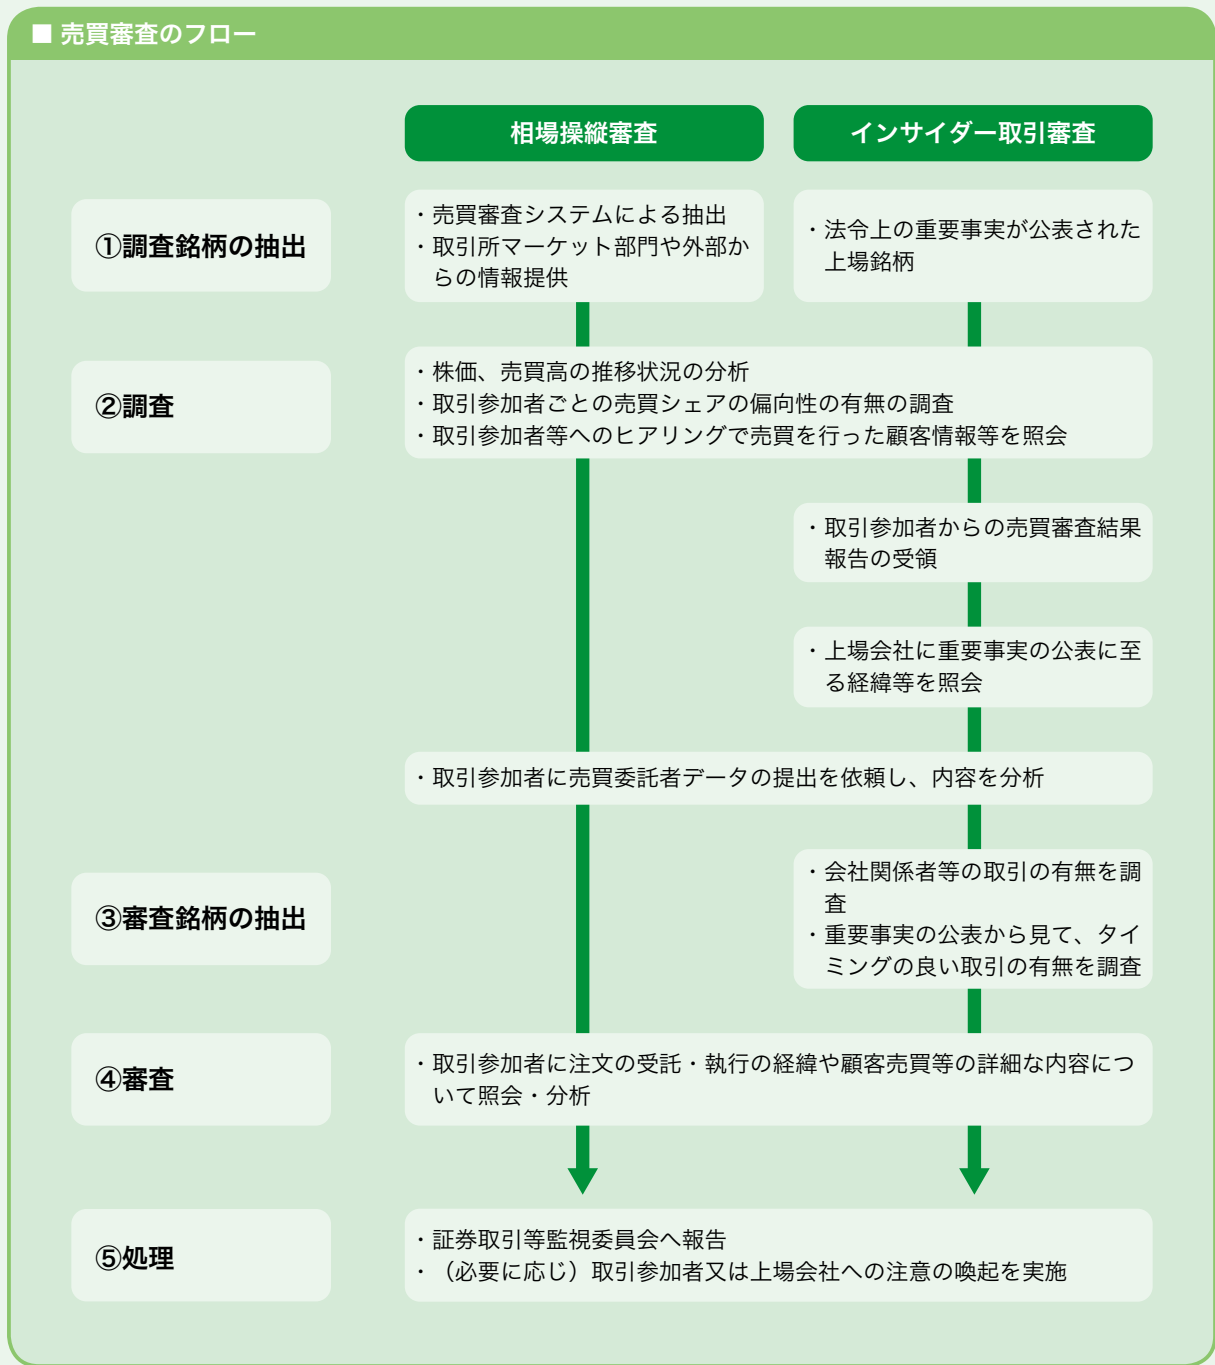 ■ 売買審査のフロー
相場操縦審査
インサイダー取引審査
①調査銘柄の抽出
・売買審査システムによる抽出
・取引所マーケット部門や外部か
らの情報提供
・法令上の重要事実が公表された
上場銘柄
②調査
・株価、売買高の推移状況の分析
・取引参加者ごとの売買シェアの偏向性の有無の調査
・取引参加者等へのヒアリングで売買を行った顧客情報等を照会
・取引参加者からの売買審査結果
報告の受領
・上場会社に重要事実の公表に至
る経緯等を照会
・取引参加者に売買委託者データの提出を依頼し、内容を分析
③審査銘柄の抽出
・会社関係者等の取引の有無を調
査
・重要事実の公表から見て、タイ
ミングの良い取引の有無を調査
④審査
・取引参加者に注文の受託・執行の経緯や顧客売買等の詳細な内容につ
いて照会・分析
⑤処理
・証券取引等監視委員会へ報告
・（必要に応じ）取引参加者又は上場会社への注意の喚起を実施